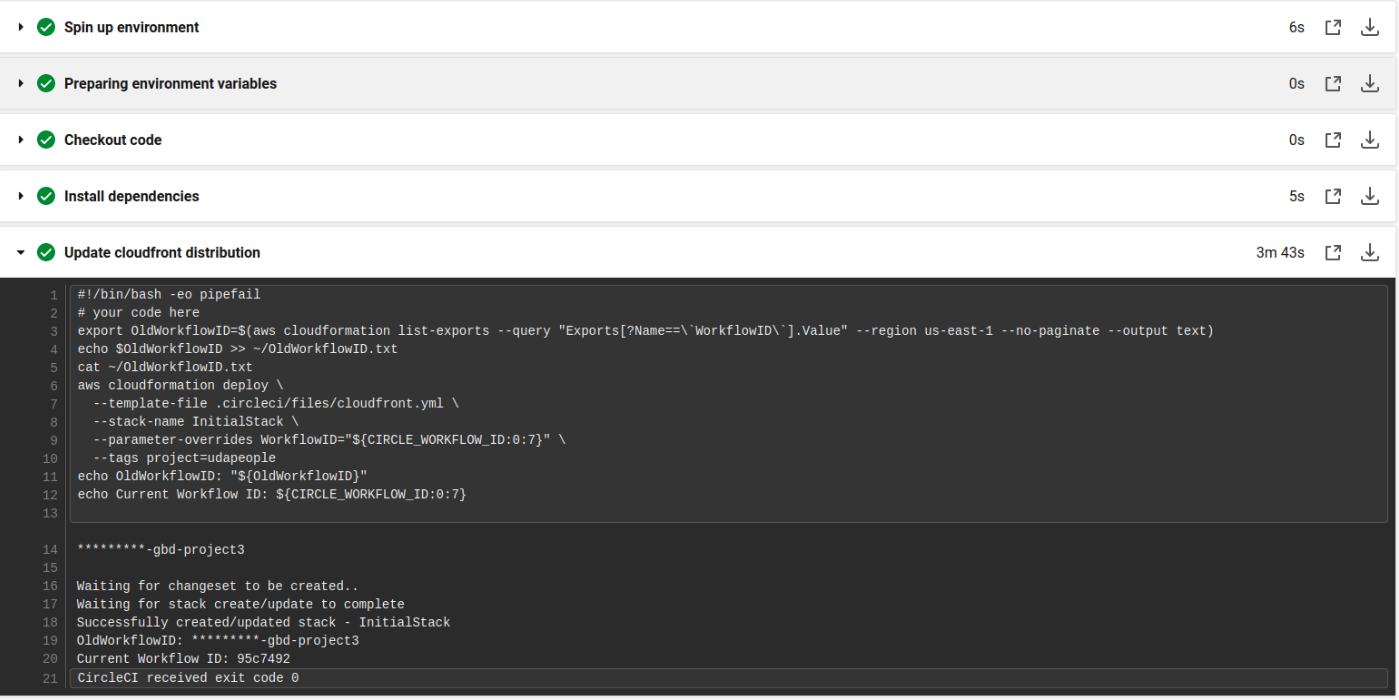 Spin up environment 6s
Preparing environment variables 0s
Checkout code 0s
Install dependencies 5s
Update cloudfront distribution 3m 43s
1 #!/bin/bash -eo pipefail
2 # your code here
3 export OldWorkflowID=$(aws cloudformation list-exports --query "Exports[?Name==\`WorkflowID\`].Value" --region us-east-1 --no-paginate --output text)
4 echo $OldWorkflowID >> ~/OldWorkflowID.txt
5 cat ~/OldWorkflowID.txt
6 aws cloudformation deploy \
7   --template-file .circleci/files/cloudfront.yml \
8   --stack-name InitialStack \
9   --parameter-overrides WorkflowID="${CIRCLE_WORKFLOW_ID:0:7}" \
10   --tags project=udapeople
11 echo OldWorkflowID: "${OldWorkflowID}"
12 echo Current Workflow ID: ${CIRCLE_WORKFLOW_ID:0:7}
13
14 *********-gbd-project3
15
16 Waiting for changeset to be created..
17 Waiting for stack create/update to complete
18 Successfully created/updated stack - InitialStack
19 OldWorkflowID: *********-gbd-project3
20 Current Workflow ID: 95c7492
21 CircleCI received exit code 0